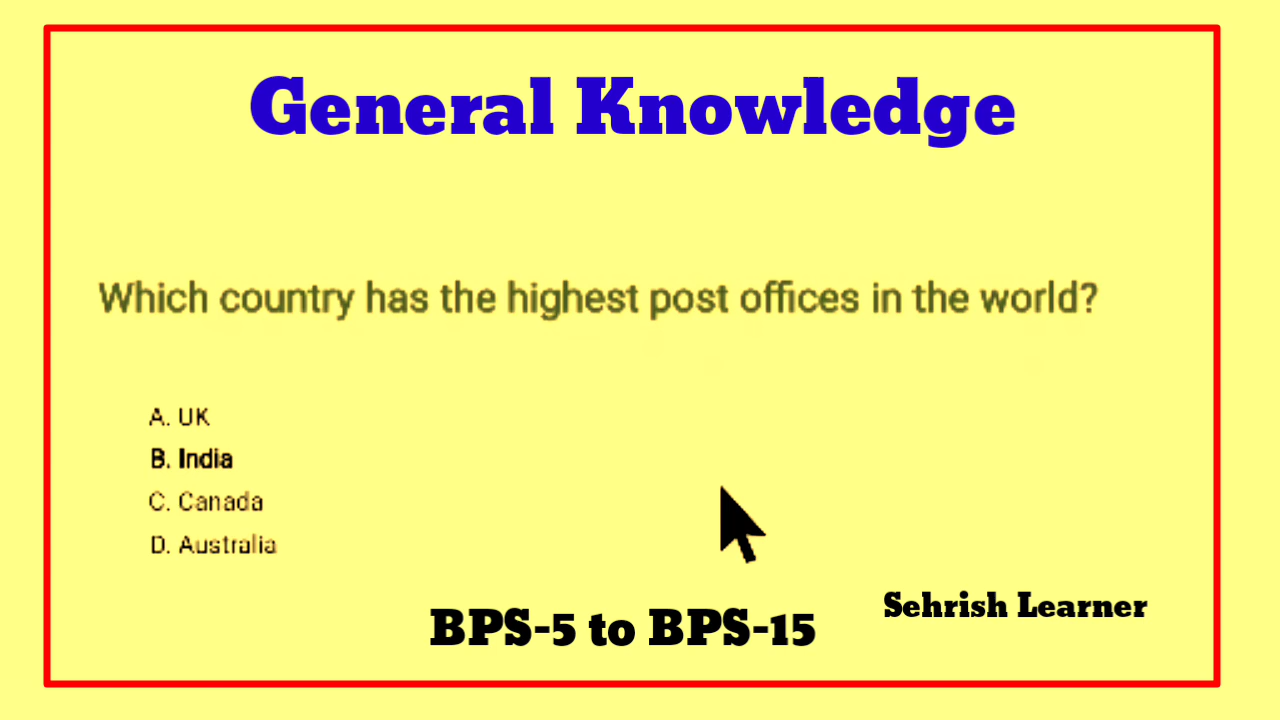 General Knowledge
Which country has the highest post offices in the world?
A. UK
B. India
C. Canada
D. Australia
Sehrish Learner
BPS-5 to BPS-15